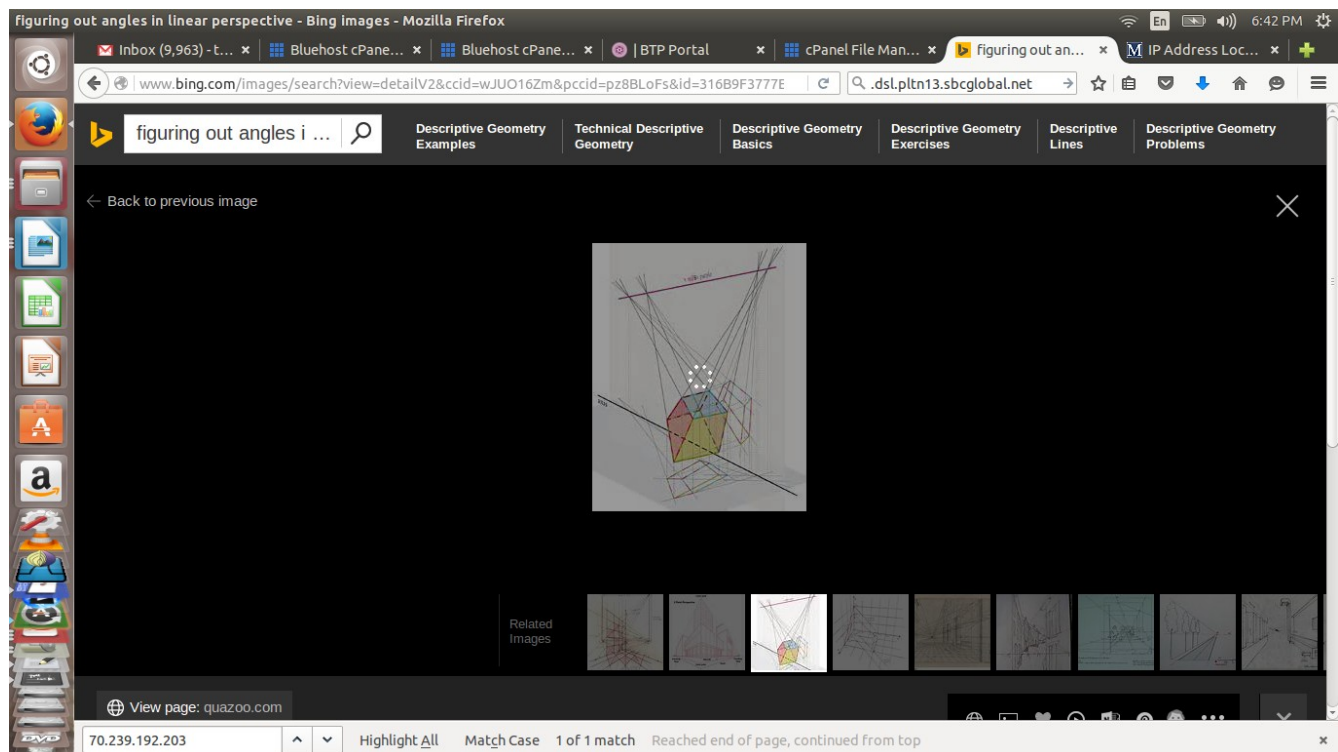 figuring out angles in linear perspective - Bing images - Mozilla Firefox
En
6:42 PM
Inbox (9,963) - t...
Bluehost cPane...
Bluehost cPane...
| BTP Portal
cPanel File Man...
figuring out an...
M IP Address Loc...
www.bing.com/images/search?view=detailV2&ccid=wJUO16Zm&pccid=pz8BLoFs&id=316B9F3777E
.dsl.pltn13.sbcglobal.net
figuring out angles i ...
Descriptive Geometry
Examples
Technical Descriptive
Geometry
Descriptive Geometry
Basics
Descriptive Geometry
Exercises
Descriptive
Lines
Descriptive Geometry
Problems
Back to previous image
Related
Images
View page: quazoo.com
70.239.192.203
Highlight All
Match Case
1 of 1 match
Reached end of page, continued from top
A
a
DVD